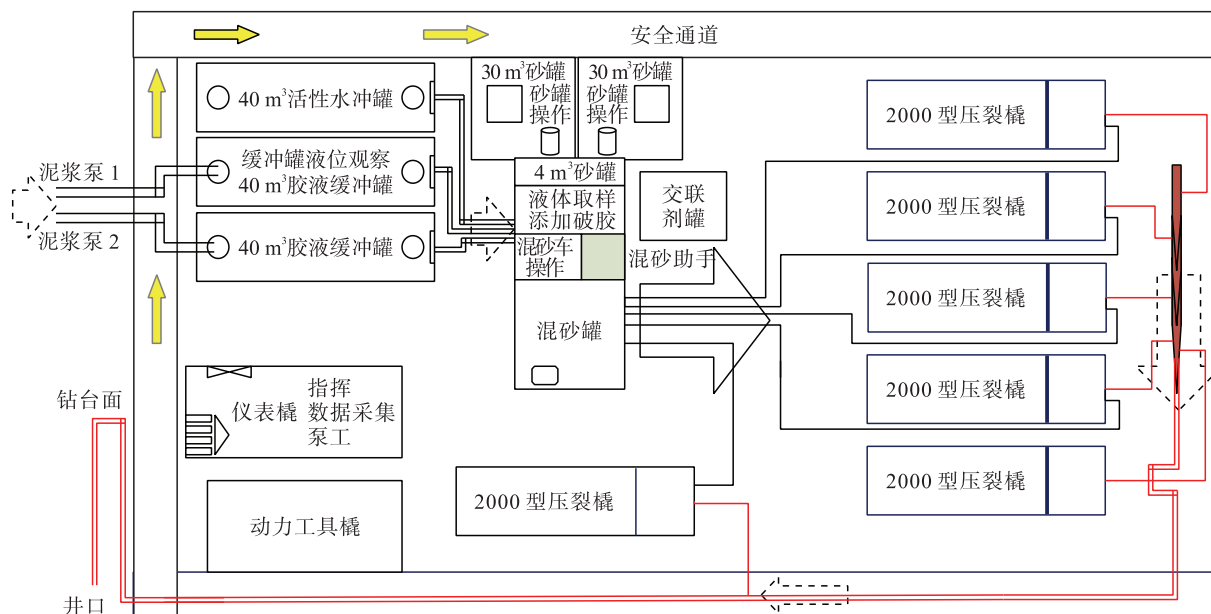 安全通道
30 m³砂罐
砂罐
操作
30 m³砂罐
砂罐
操作
40 m³活性水冲罐
2000 型压裂橇
泥浆泵 1
缓冲罐液位观察
40 m³胶液缓冲罐
4 m³砂罐
液体取样
添加破胶
交联
剂罐
2000 型压裂橇
泥浆泵 2
40 m³胶液缓冲罐
混砂车
操作
混砂助手
2000 型压裂橇
混砂罐
2000 型压裂橇
钻台面
仪表橇
指挥
数据采集
泵工
2000 型压裂橇
2000 型压裂橇
动力工具橇
井口